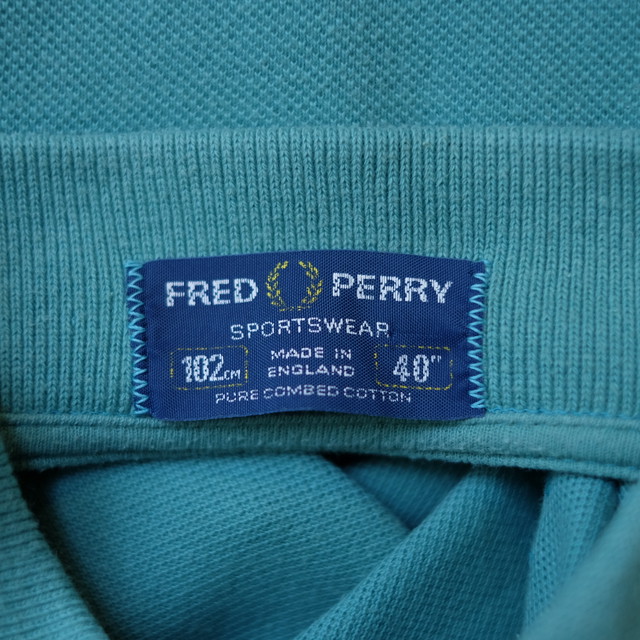 FRED PERRY
SPORTSWEAR
102CM MADE IN ENGLAND 40"
PURE COMBED COTTON